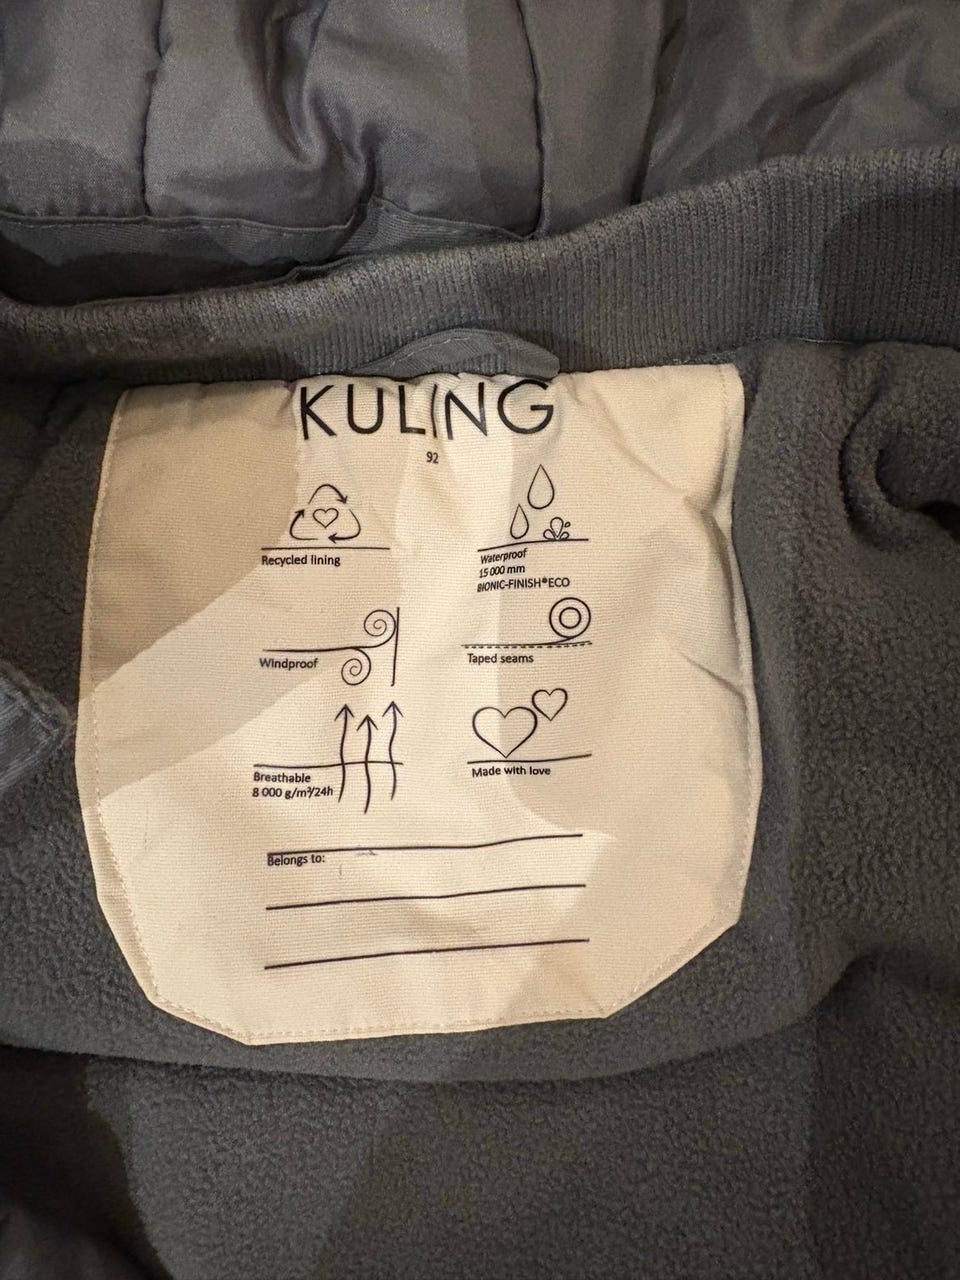 KULING
92
Recycled lining
Waterproof
15 000 mm
BIONIC-FINISH®ECO
Windproof
Taped seams
Breathable
8 000 g/m²/24h
Made with love
Belongs to: